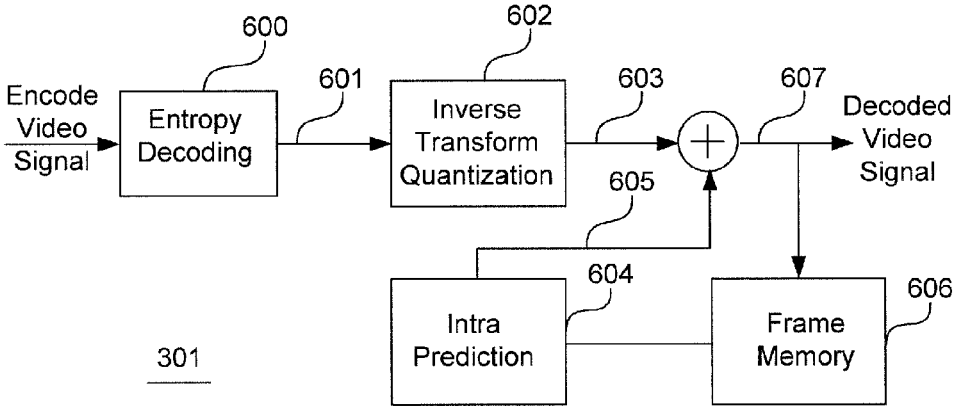 600
602
601
603
607
Encode
Video
Signal
Entropy
Decoding
Inverse
Transform
Quantization
Decoded
Video
Signal
605
604
606
Intra
Prediction
Frame
Memory
301